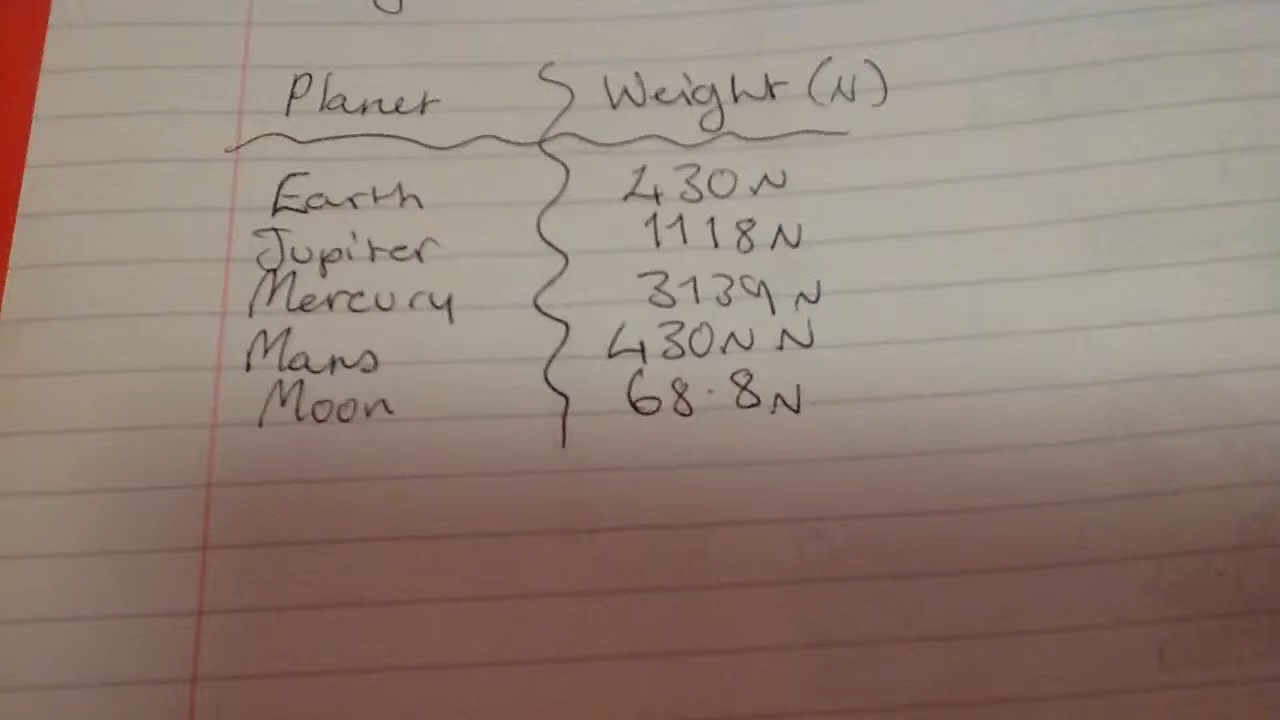 Planet Weight (N)
Earth 430N
Jupiter 1118N
Mercury 3139N
Mars 430N N
Moon 68.8N